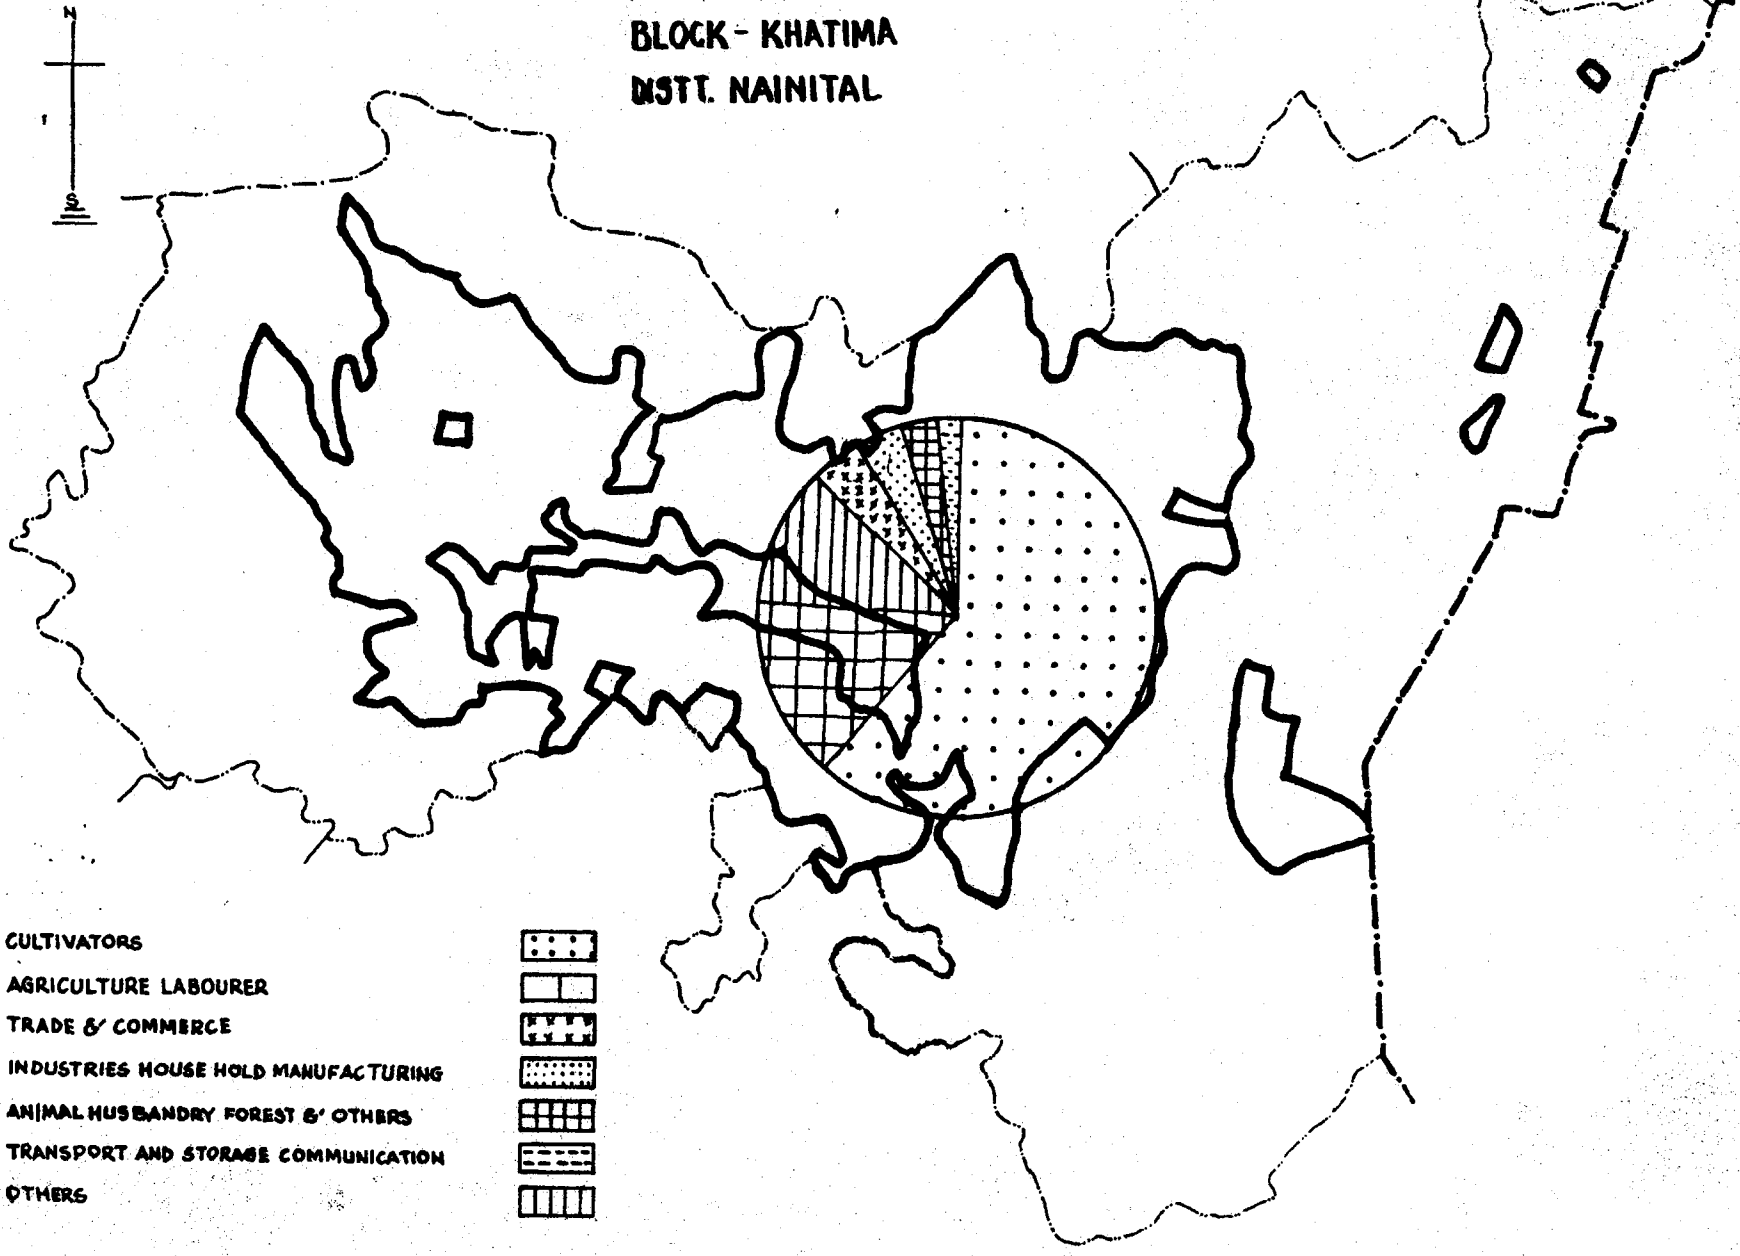 N
BLOCK - KHATIMA
DISTT. NAINITAL
S
CULTIVATORS
AGRICULTURE LABOURER
TRADE & COMMERCE
INDUSTRIES HOUSE HOLD MANUFACTURING
ANIMAL HUSBANDRY FOREST & OTHERS
TRANSPORT AND STORAGE COMMUNICATION
OTHERS